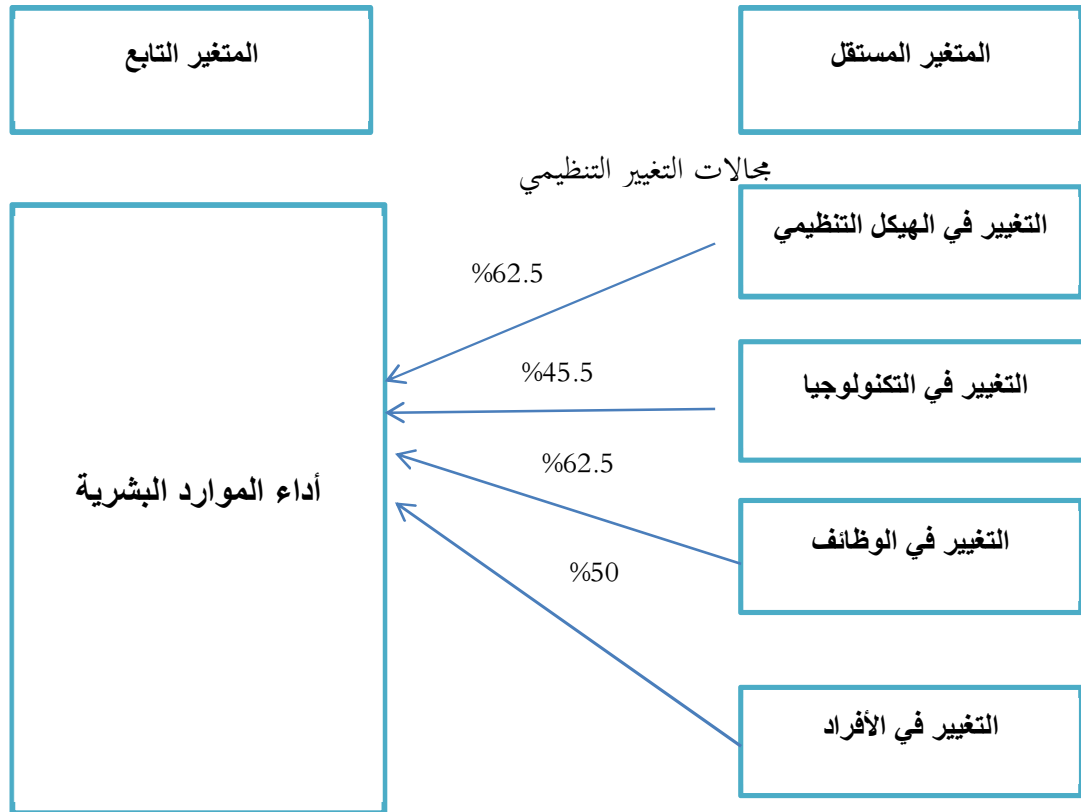 المتغير المستقل
المتغير التابع
مجالات التغيير التنظيمي
التغيير في الهيكل التنظيمي
%62.5
التغيير في التكنولوجيا
%45.5
التغيير في الوظائف
%62.5
أداء الموارد البشرية
%50
التغيير في الأفراد